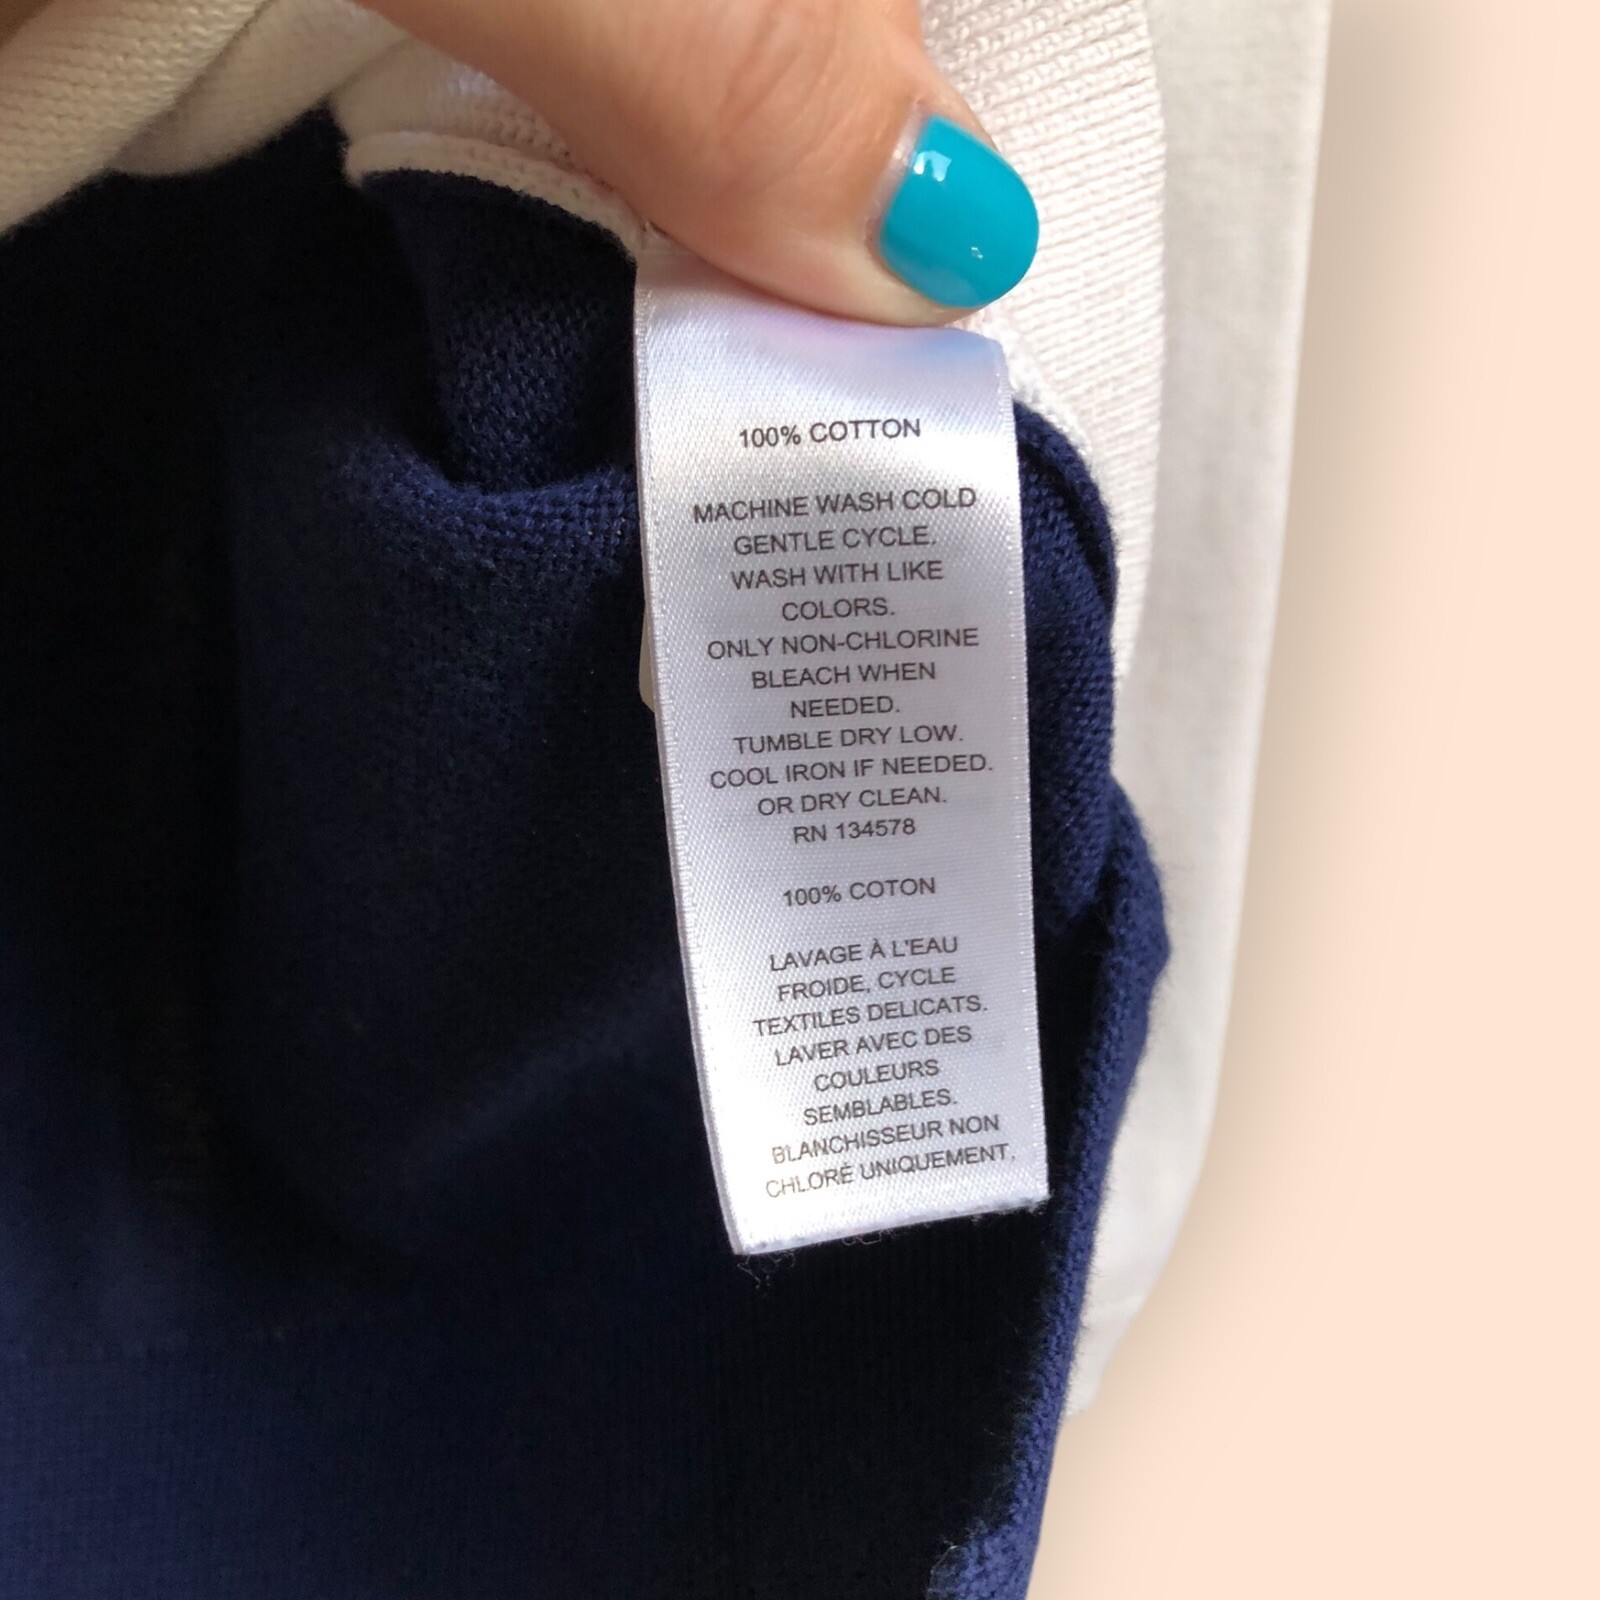 100% COTTON
MACHINE WASH COLD
GENTLE CYCLE.
WASH WITH LIKE
COLORS.
ONLY NON-CHLORINE
BLEACH WHEN
NEEDED.
TUMBLE DRY LOW.
COOL IRON IF NEEDED.
OR DRY CLEAN.
RN 134578
100% COTON
LAVAGE À L'EAU
FROIDE, CYCLE
TEXTILES DELICATS.
LAVER AVEC DES
COULEURS
SEMBLABLES.
BLANCHISSEUR NON
CHLORÉ UNIQUEMENT.